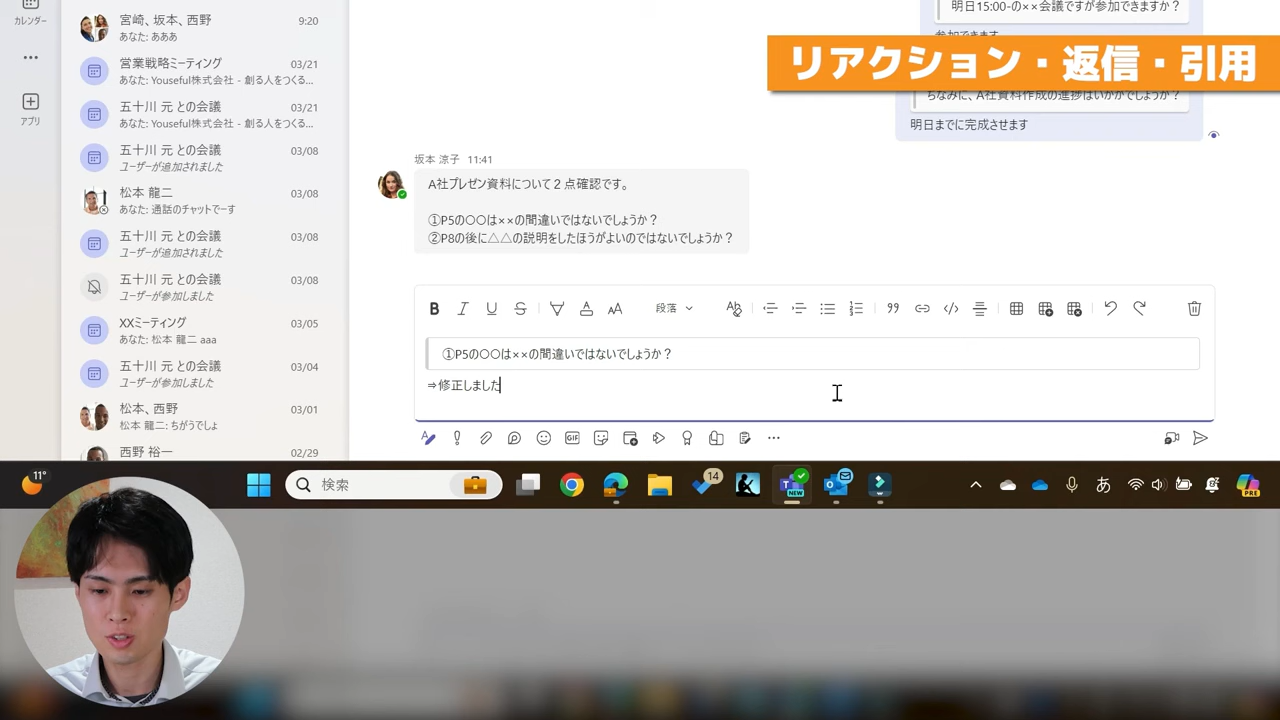 カレンダー
アプリ
宮崎、坂本、西野 9:20
あなた: あああ
営業戦略ミーティング 03/21
あなた: Youseful株式会社 - 創る人をつくる...
五十川 元 との会議 03/21
あなた: Youseful株式会社 - 創る人をつくる...
五十川 元 との会議 03/08
ユーザーが追加されました
松本 龍二 03/08
あなた: 通話のチャットでーす
五十川 元 との会議 03/08
ユーザーが追加されました
五十川 元 との会議 03/08
ユーザーが参加しました
XXミーティング 03/05
あなた: 松本 龍二 aaa
五十川 元 との会議 03/04
ユーザーが参加しました
松本、西野 03/01
松本 龍二: ちがうでしょ
西野 裕一 02/29
明日15:00-の××会議ですが参加できますか？
参加できます
リアクション・返信・引用
ちなみに、A社資料作成の進捗はいかがでしょうか？
明日までに完成させます
坂本 涼子 11:41
A社プレゼン資料について２点確認です。
①P5の〇〇は××の間違いではないでしょうか？
②P8の後に△△の説明をしたほうがよいのではないでしょうか？
B I U S 段落
①P5の〇〇は××の間違いではないでしょうか？
⇒修正しました
GIF
11°
検索
14
NEW
あ
PRE